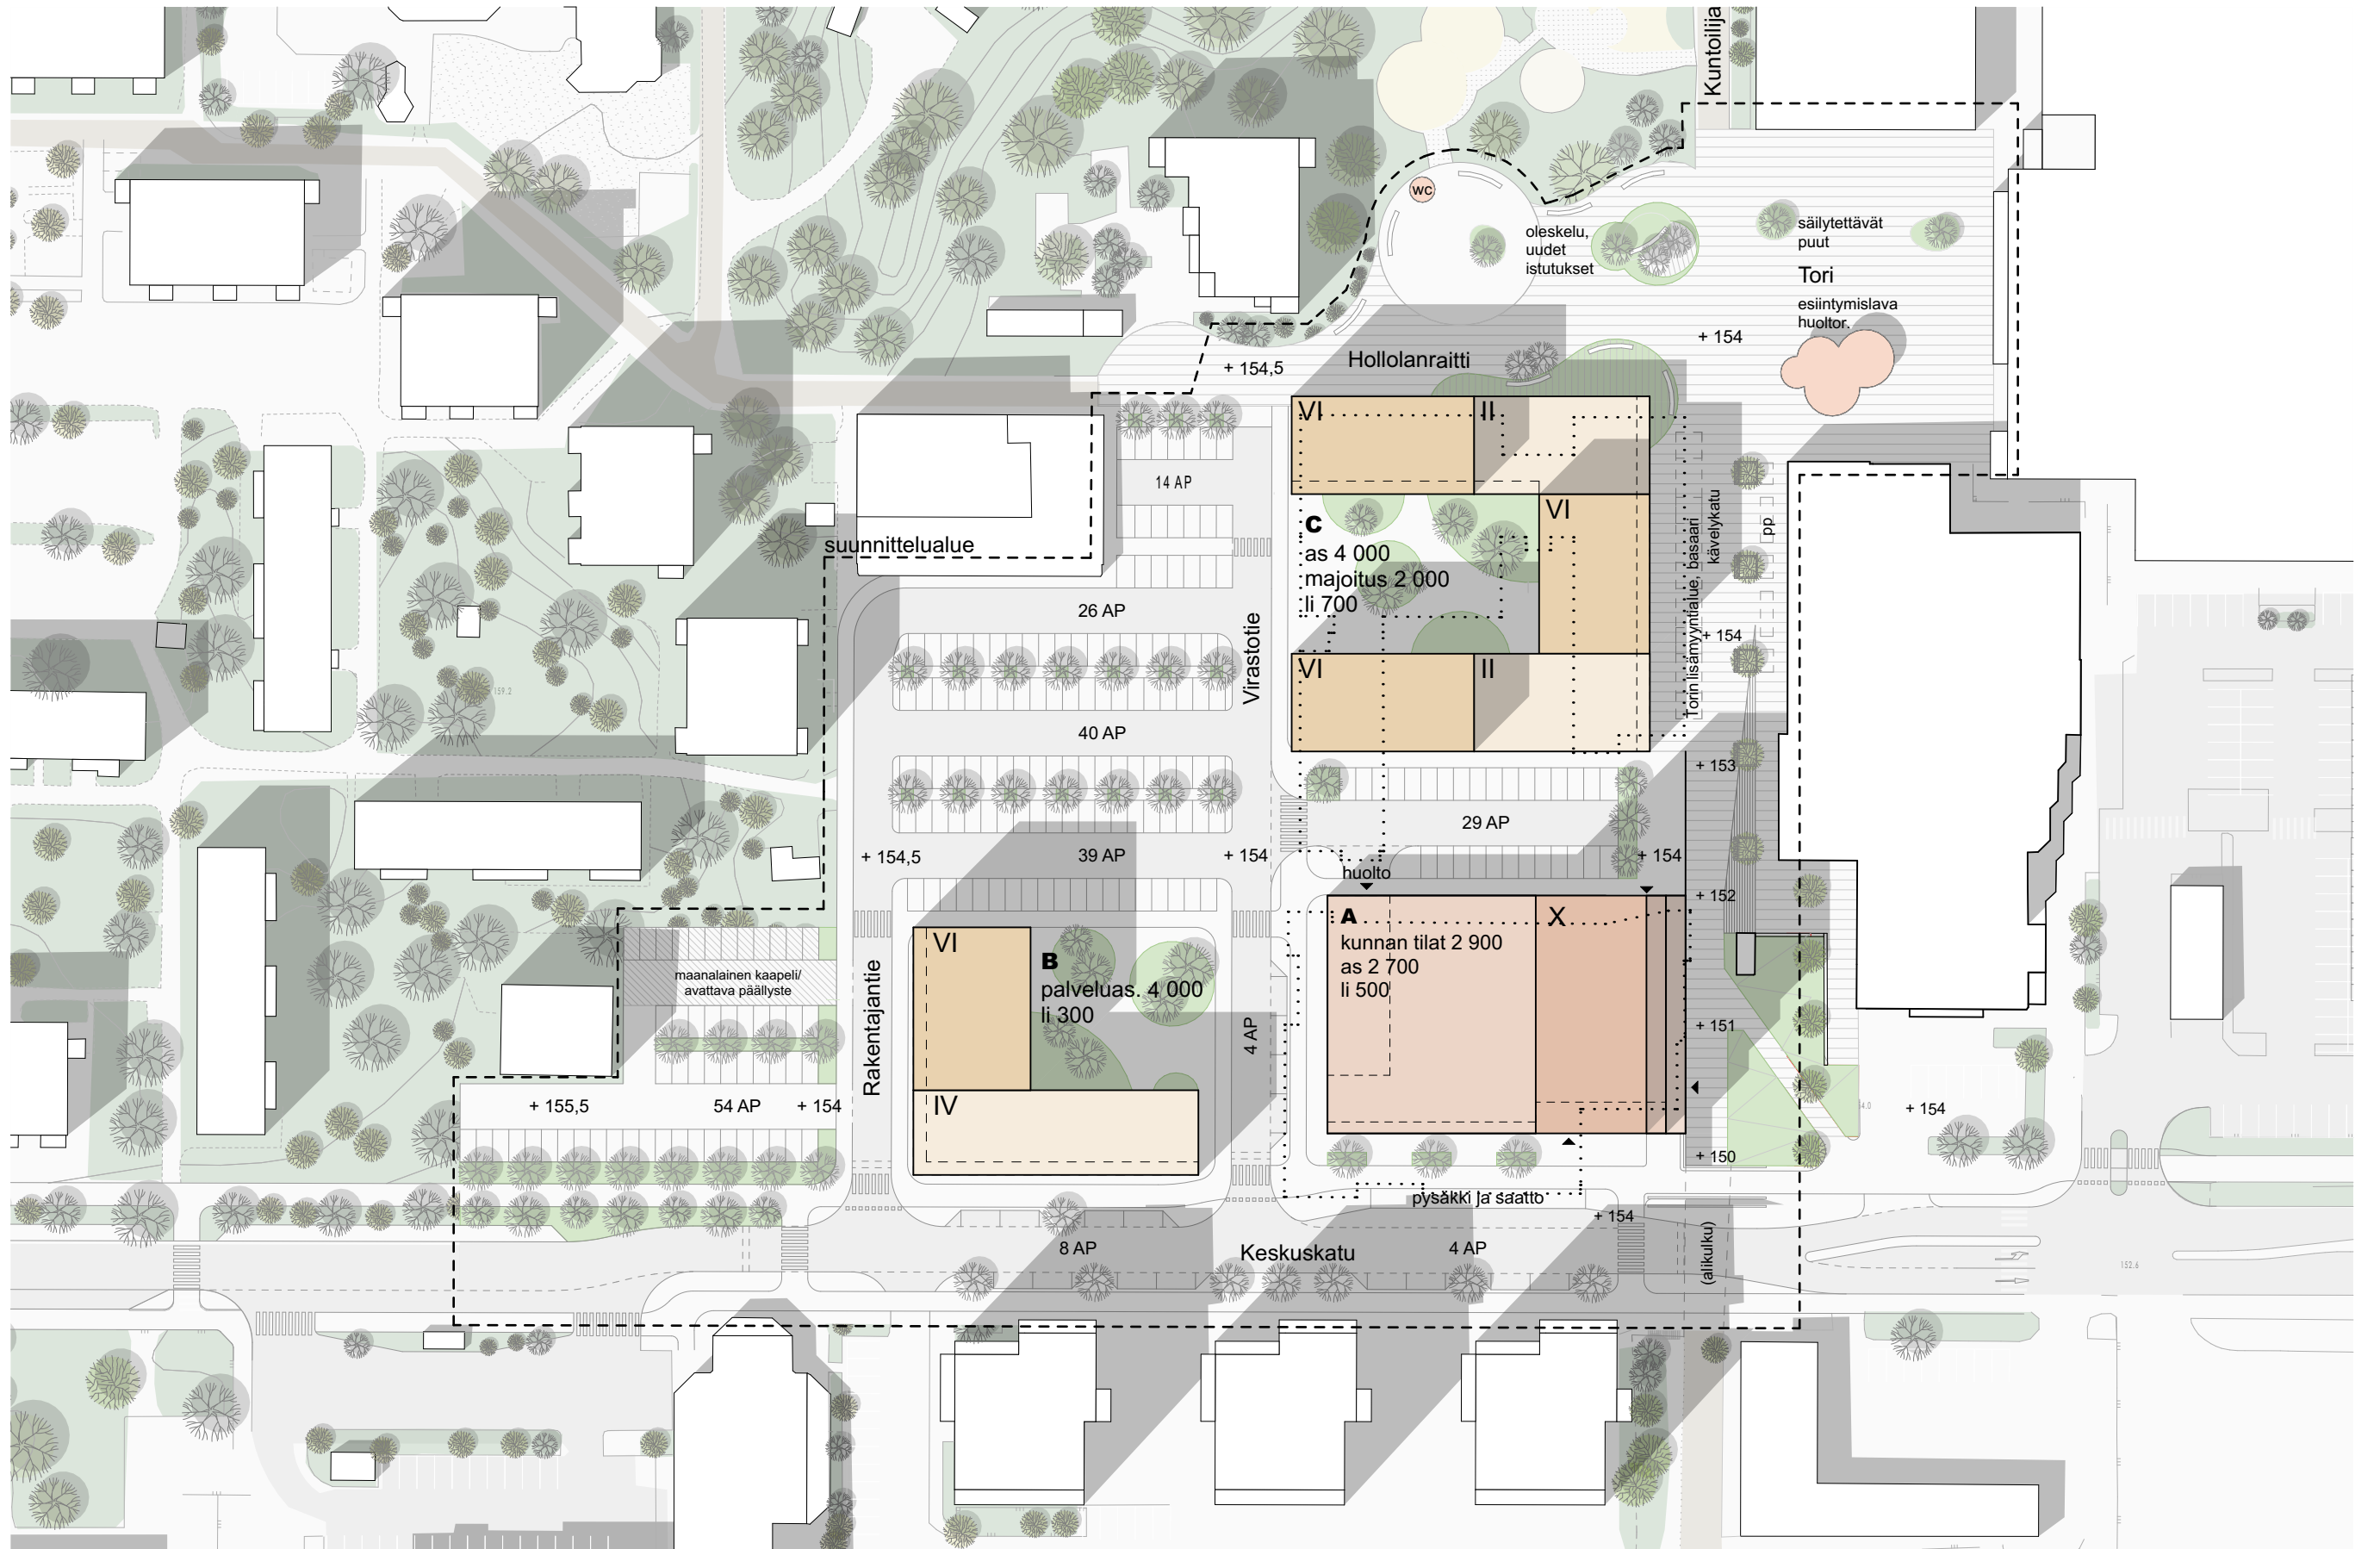 Kuntoilija
wc
oleskelu,
uudet
istutukset
säilytettävät
puut
Tori
esiintymislava
huoltor.
+ 154
Hollolanraitti
+ 154,5
VI
II
14 AP
C
as 4 000
majoitus 2 000
li 700
VI
Torin lisämyyntialue, basaari
kävelykatu
pp
suunnittelualue
26 AP
Virastotie
+ 154
VI
II
159.2
40 AP
+ 153
29 AP
+ 154,5
39 AP
+ 154
+ 154
huolto
+ 152
A
kunnan tilat 2 900
as 2 700
li 500
X
VI
B
palveluas. 4 000
li 300
maanalainen kaapeli/
avattava päällyste
Rakentajantie
4 AP
+ 151
+ 155,5
54 AP
+ 154
IV
+ 154
+ 150
pysäkki ja saatto
+ 154
8 AP
Keskuskatu
4 AP
(alikulku)
152.6